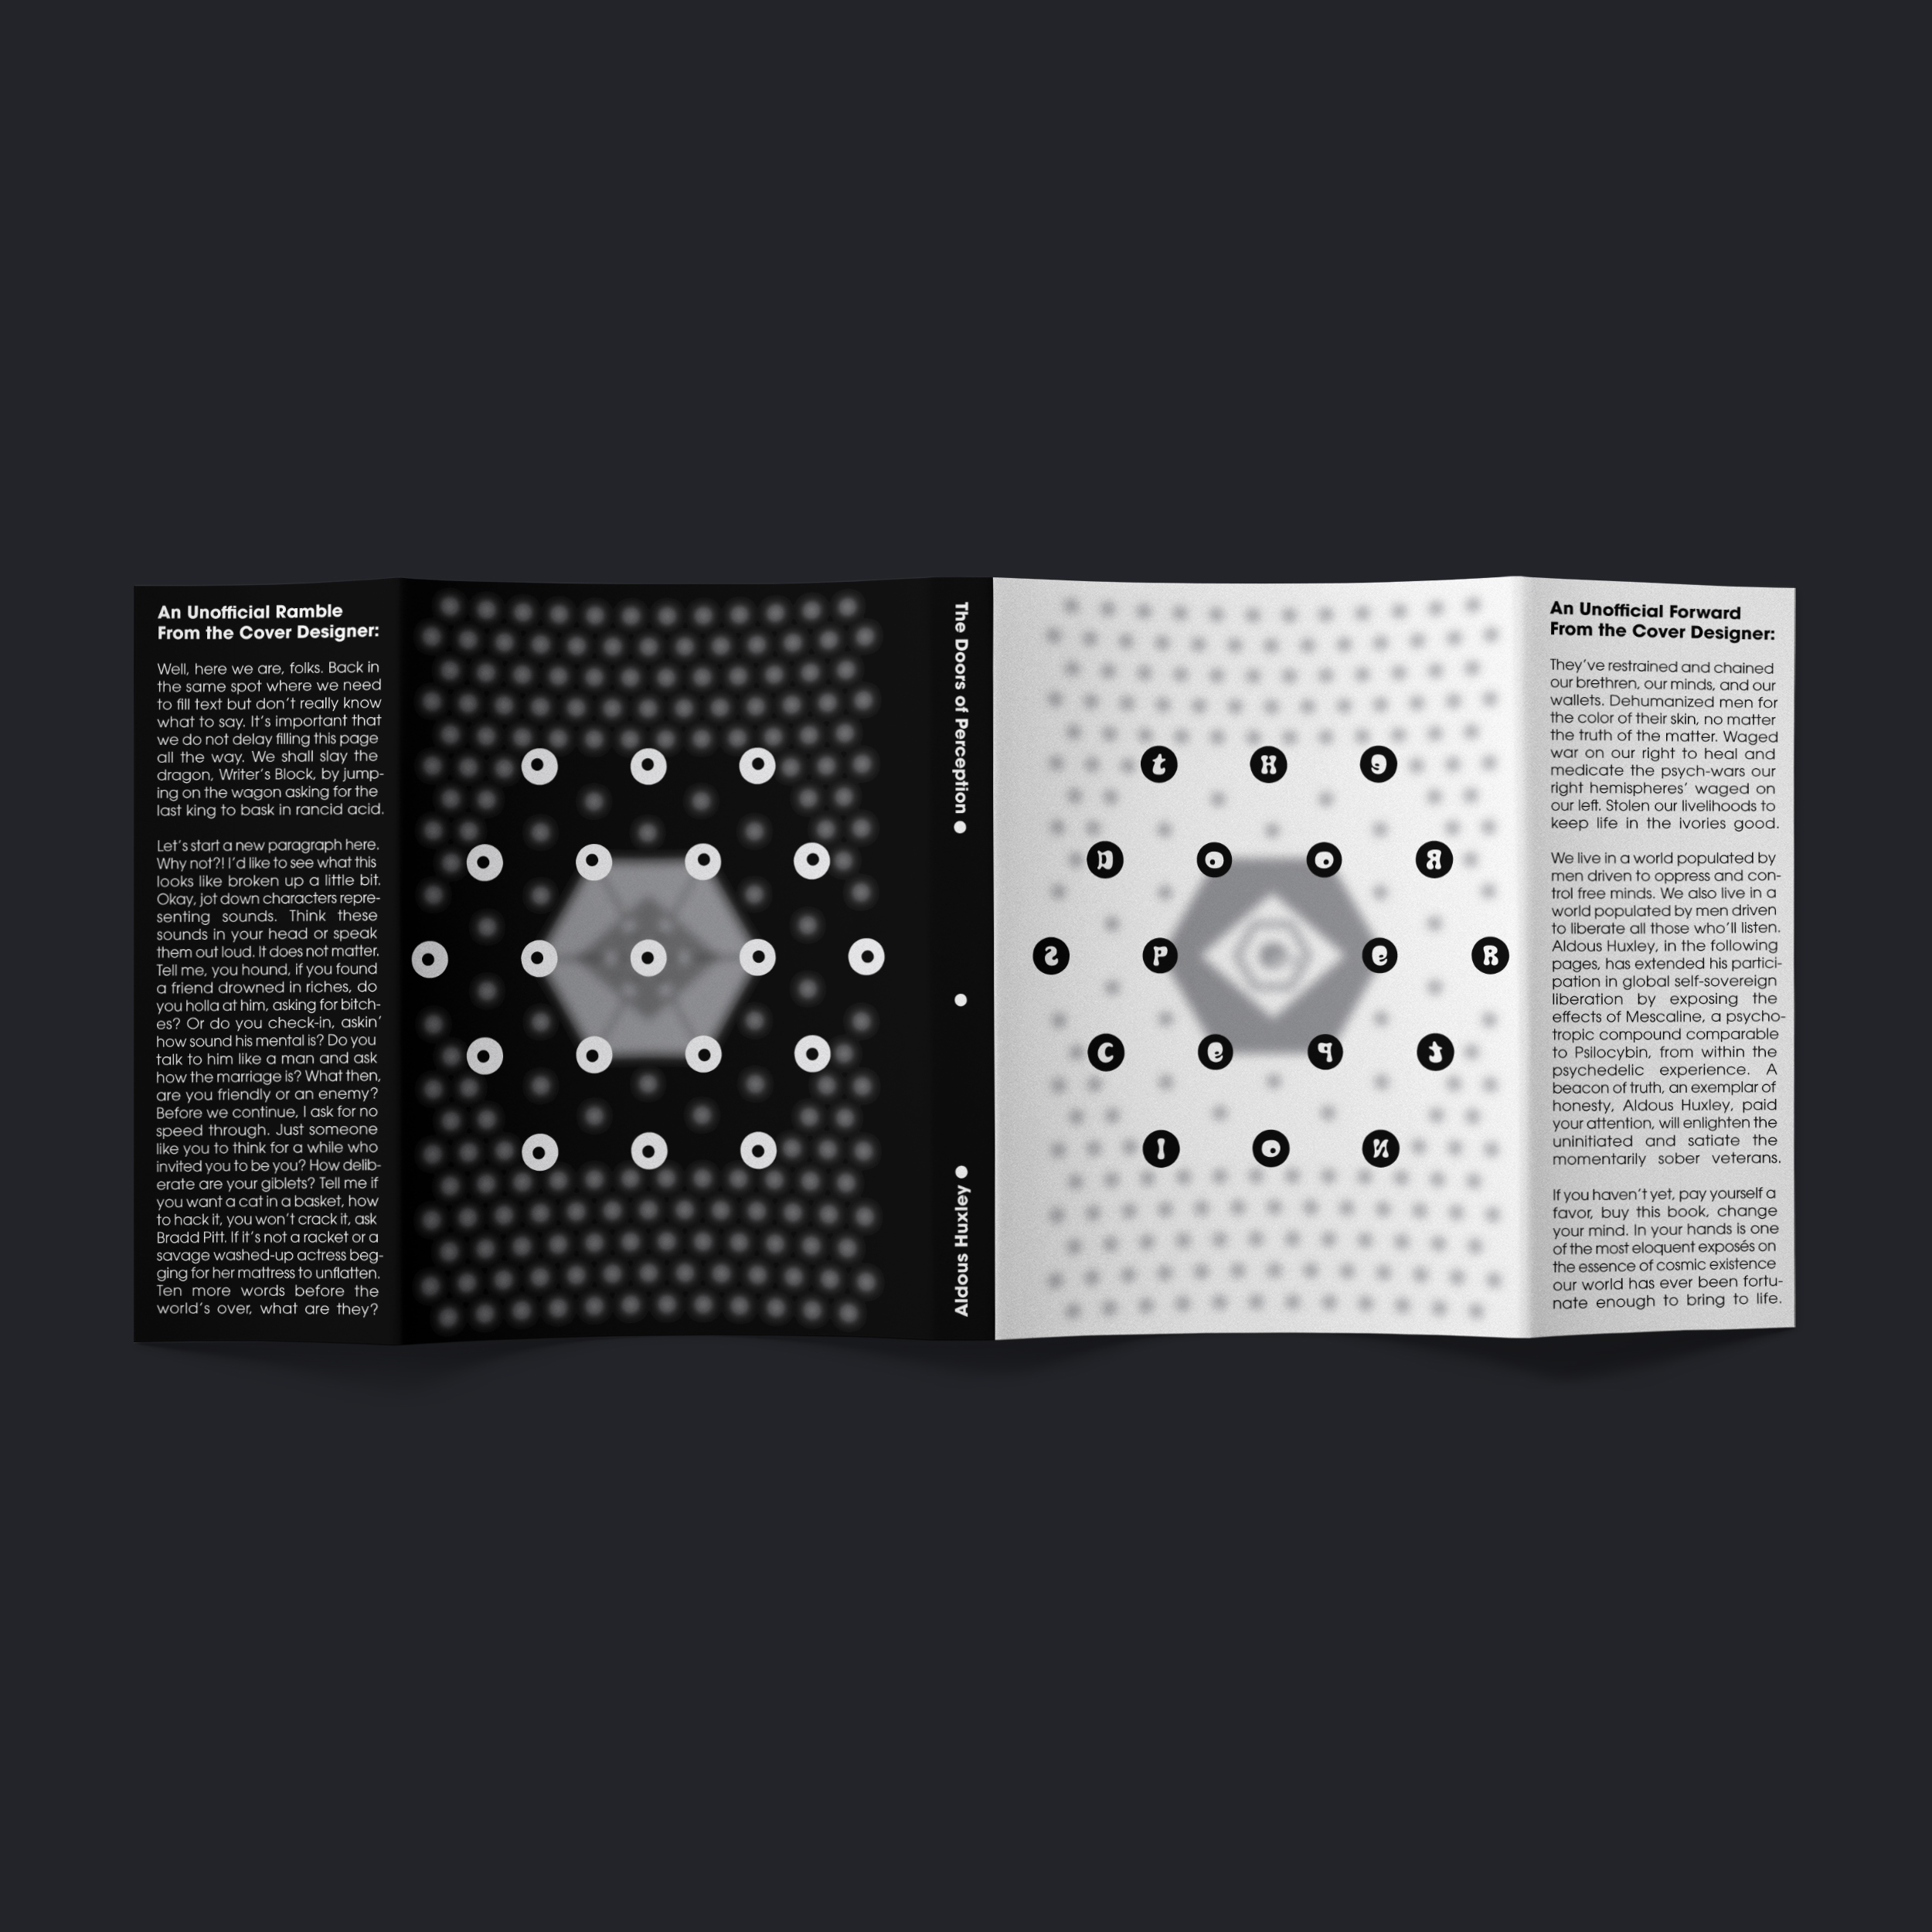 An Unofficial Ramble
From the Cover Designer:
Well, here we are, folks. Back in
the same spot where we need
to fill text but don't really know
what to say. It's important that
we do not delay filling this page
all the way. We shall slay the
dragon, Writer's Block, by jump-
ing on the wagon asking for the
last king to bask in rancid acid.
Let's start a new paragraph here.
Why not?! I'd like to see what this
looks like broken up a little bit.
Okay, jot down characters repre-
senting sounds. Think these
sounds in your head or speak
them out loud. It does not matter.
Tell me, you hound, if you found
a friend drowned in riches, do
you holla at him, asking for bitch-
es? Or do you check-in, askin'
how sound his mental is? Do you
talk to him like a man and ask
how the marriage is? What then,
are you friendly or an enemy?
Before we continue, I ask for no
speed through. Just someone
like you to think for a while who
invited you to be you? How delib-
erate are your giblets? Tell me if
you want a cat in a basket, how
to hack it, you won't crack it, ask
Bradd Pitt. If It's not a racket or a
savage washed-up actress beg-
ging for her mattress to unflatten.
Ten more words before the
world's over, what are they?
The Doors of Perception
Aldous Huxley
t H e
D o o R
S P e R
C e p t
I o N
An Unofficial Forward
From the Cover Designer:
They've restrained and chained
our brethren, our minds, and our
wallets. Dehumanized men for
the color of their skin, no matter
the truth of the matter. Waged
war on our right to heal and
medicate the psych-wars our
right hemispheres' waged on
our left. Stolen our livelihoods to
keep life in the ivories good.
We live in a world populated by
men driven to oppress and con-
trol free minds. We also live in a
world populated by men driven
to liberate all those who'll listen.
Aldous Huxley, in the following
pages, has extended his partici-
pation in global self-sovereign
liberation by exposing the
effects of Mescaline, a psycho-
tropic compound comparable
to Psilocybin, from within the
psychedelic experience. A
beacon of truth, an exemplar of
honesty, Aldous Huxley, paid
your attention, will enlighten the
uninitiated and satiate the
momentarily sober veterans.
If you haven't yet, pay yourself a
favor, buy this book, change
your mind. In your hands is one
of the most eloquent exposés on
the essence of cosmic existence
our world has ever been fortu-
nate enough to bring to life.